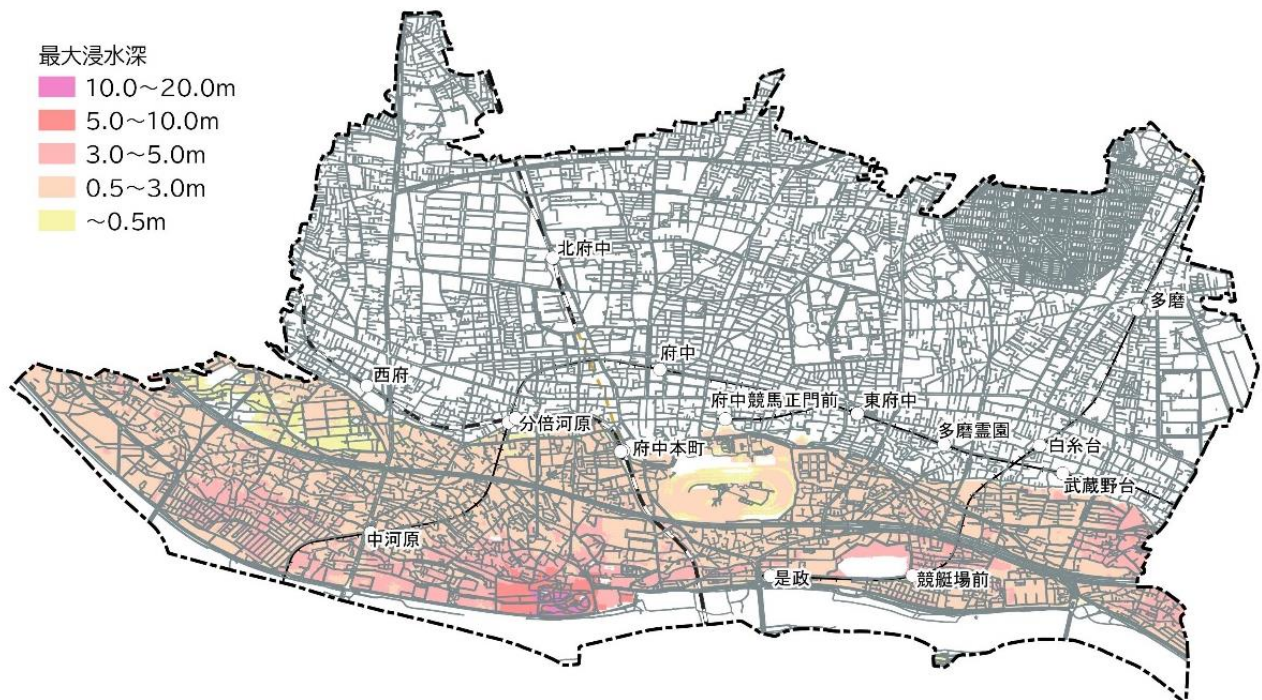 最大浸水深
10.0～20.0m
5.0～10.0m
3.0～5.0m
0.5～3.0m
～0.5m
北府中
多磨
府中
西府
府中競馬正門前
東府中
分倍河原
多磨霊園
白糸台
府中本町
武蔵野台
中河原
是政
競艇場前